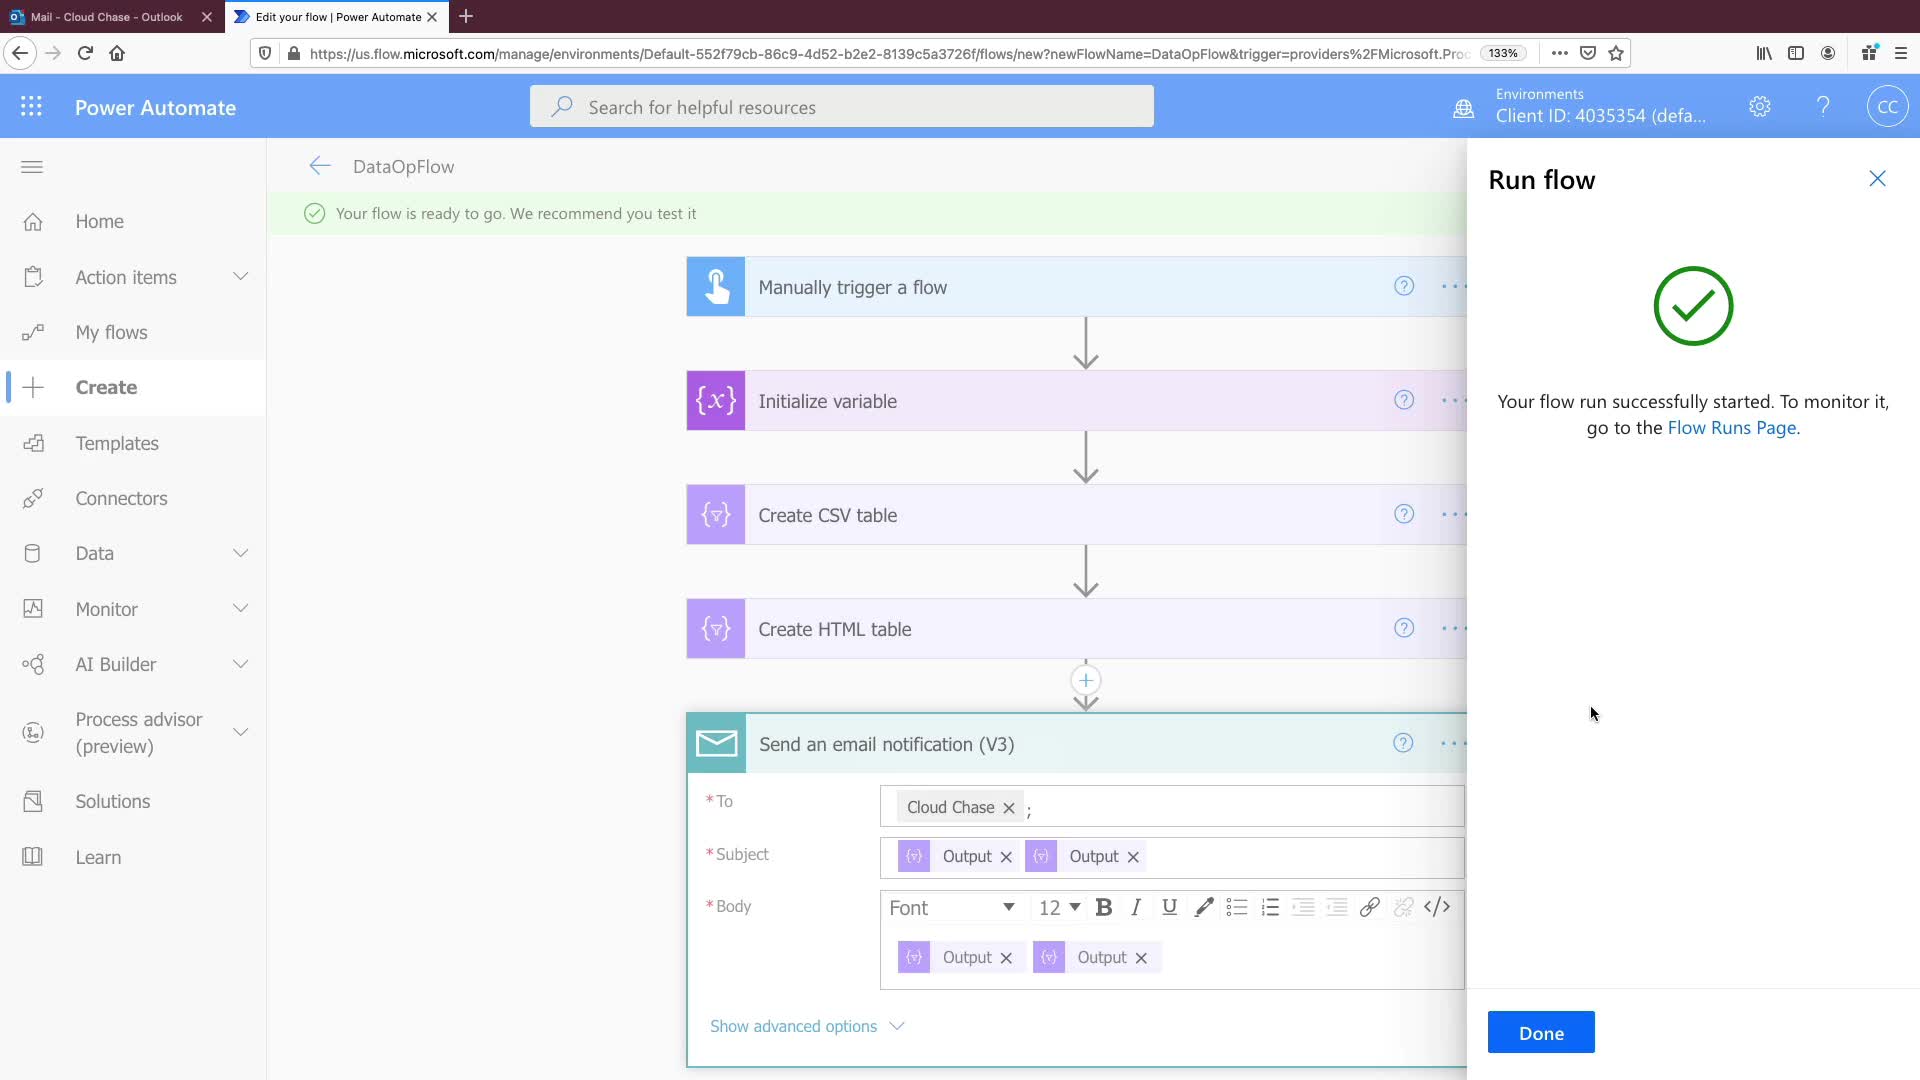 Mail - Cloud Chase - Outlook
Edit your flow | Power Automate
https://us.flow.microsoft.com/manage/environments/Default-552f79cb-86c9-4d52-b2e2-8139c5a3726f/flows/new?newFlowName=DataOpFlow&trigger=providers%2FMicrosoft.Proc
133%
Power Automate
Search for helpful resources
Environments
Client ID: 4035354 (defa...
?
CC
Home
Action items
My flows
Create
Templates
Connectors
Data
Monitor
AI Builder
Process advisor
(preview)
Solutions
Learn
DataOpFlow
Your flow is ready to go. We recommend you test it
Manually trigger a flow
?
{x} Initialize variable
?
Create CSV table
?
Create HTML table
?
Send an email notification (V3)
?
*To
Cloud Chase ;
*Subject
Output Output
*Body
Font 12 B I U </>
Output Output
Show advanced options
Run flow
Your flow run successfully started. To monitor it,
go to the Flow Runs Page.
Done